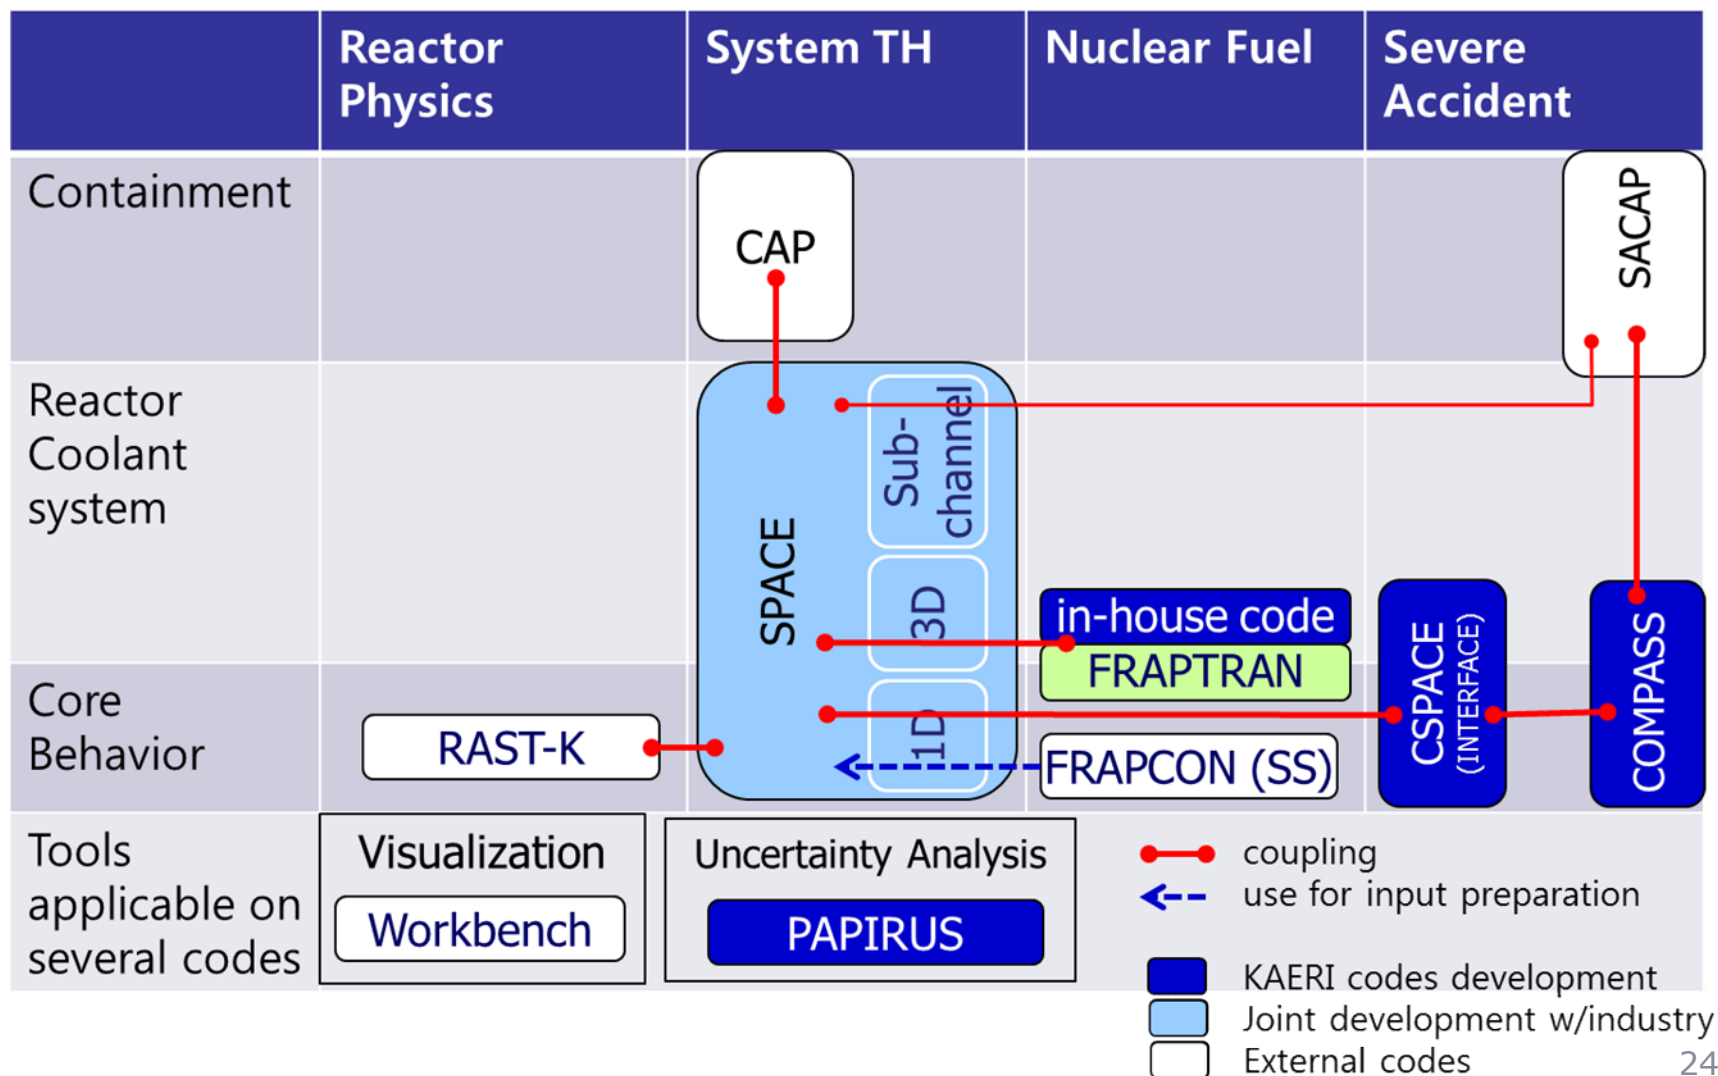 Reactor
Physics
System TH
Nuclear Fuel
Severe
Accident
Containment
CAP
SACAP
Reactor
Coolant
system
SPACE
Sub-
channel
3D
1D
in-house code
FRAPTRAN
CSPACE
(INTERFACE)
COMPASS
Core
Behavior
RAST-K
FRAPCON (SS)
Tools
applicable on
several codes
Visualization
Workbench
Uncertainty Analysis
PAPIRUS
coupling
use for input preparation
KAERI codes development
Joint development w/industry
External codes
24